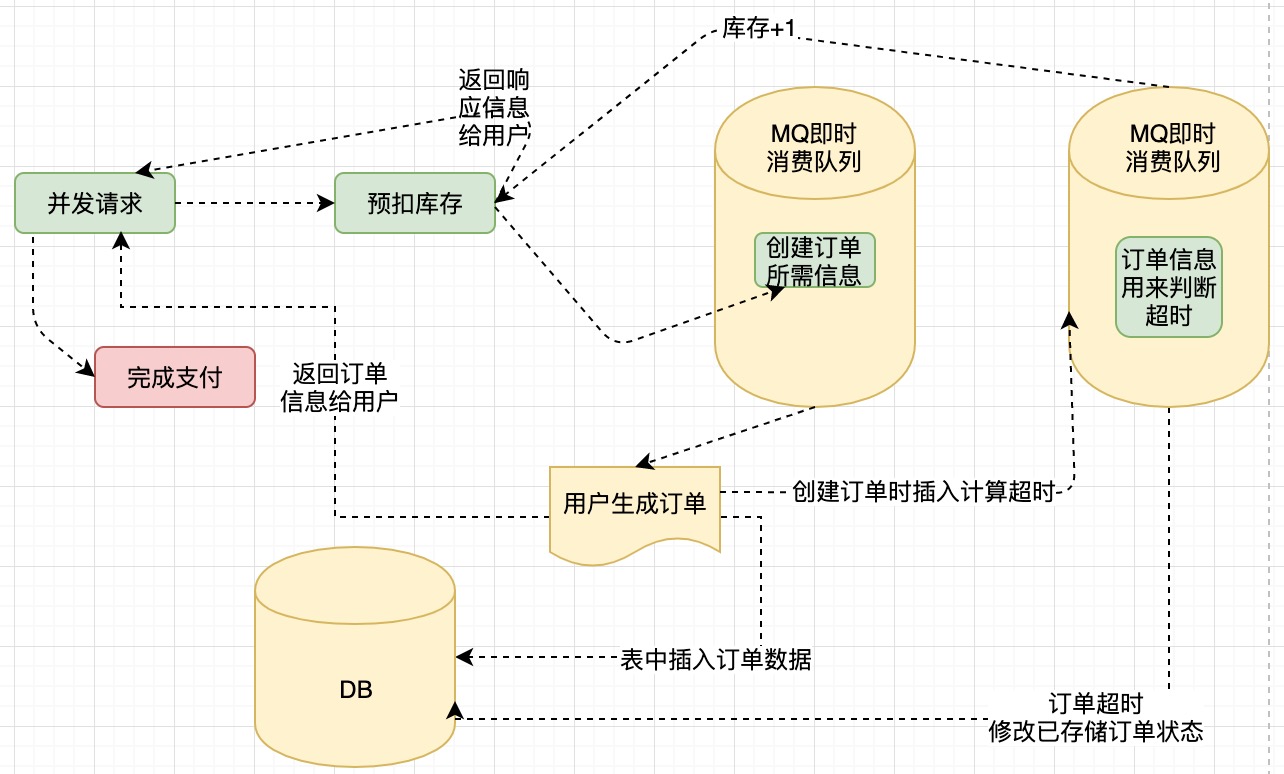 库存+1
返回响
应信息
给用户
MQ即时
消费队列
MQ即时
消费队列
并发请求
预扣库存
创建订单
所需信息
订单信息
用来判断
超时
完成支付
返回订单
信息给用户
用户生成订单
创建订单时插入计算超时
表中插入订单数据
DB
订单超时
修改已存储订单状态